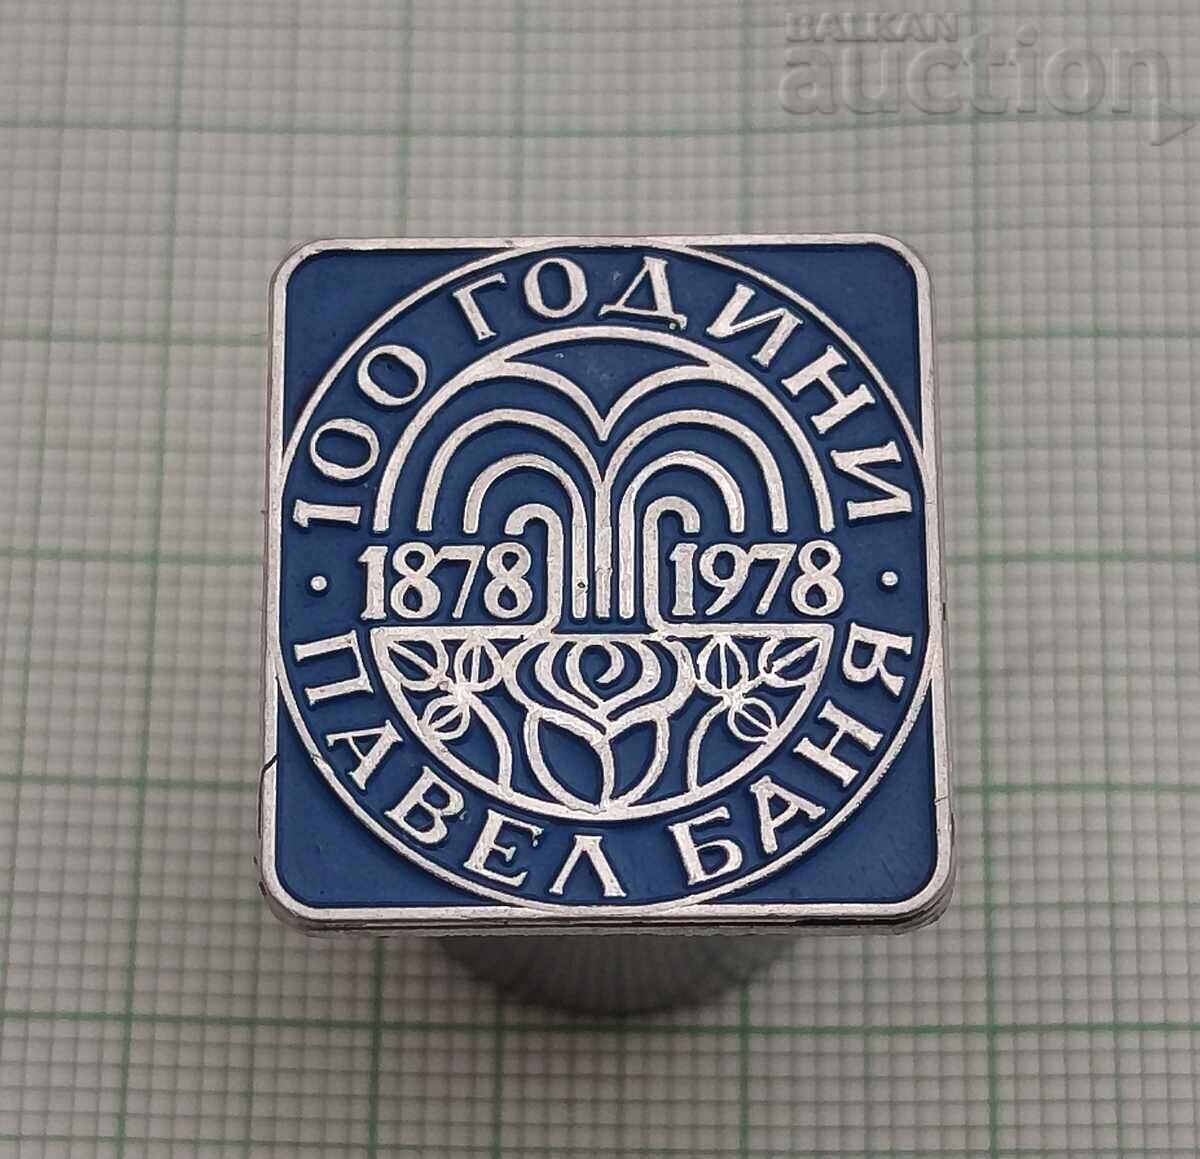 BALKAN
auction
100 ГОДИНИ
1878 1978
ПАВЕЛ БАНЯ